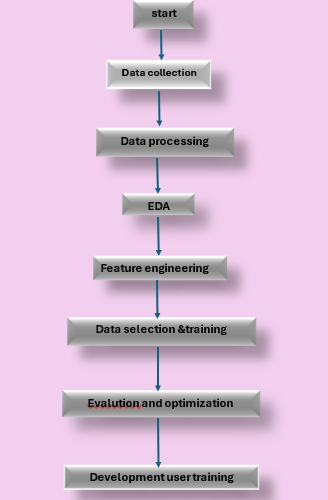 start
Data collection
Data processing
EDA
Feature engineering
Data selection &training
Evalution and optimization
Development user training